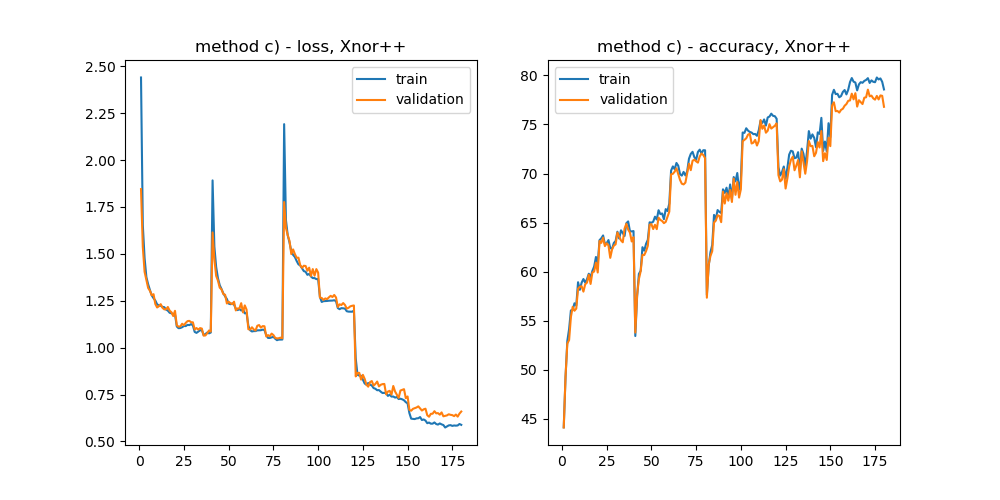 method c) - loss, Xnor++
train
validation
2.50
2.25
2.00
1.75
1.50
1.25
1.00
0.75
0.50
0 25 50 75 100 125 150 175
method c) - accuracy, Xnor++
train
validation
80
75
70
65
60
55
50
45
0 25 50 75 100 125 150 175